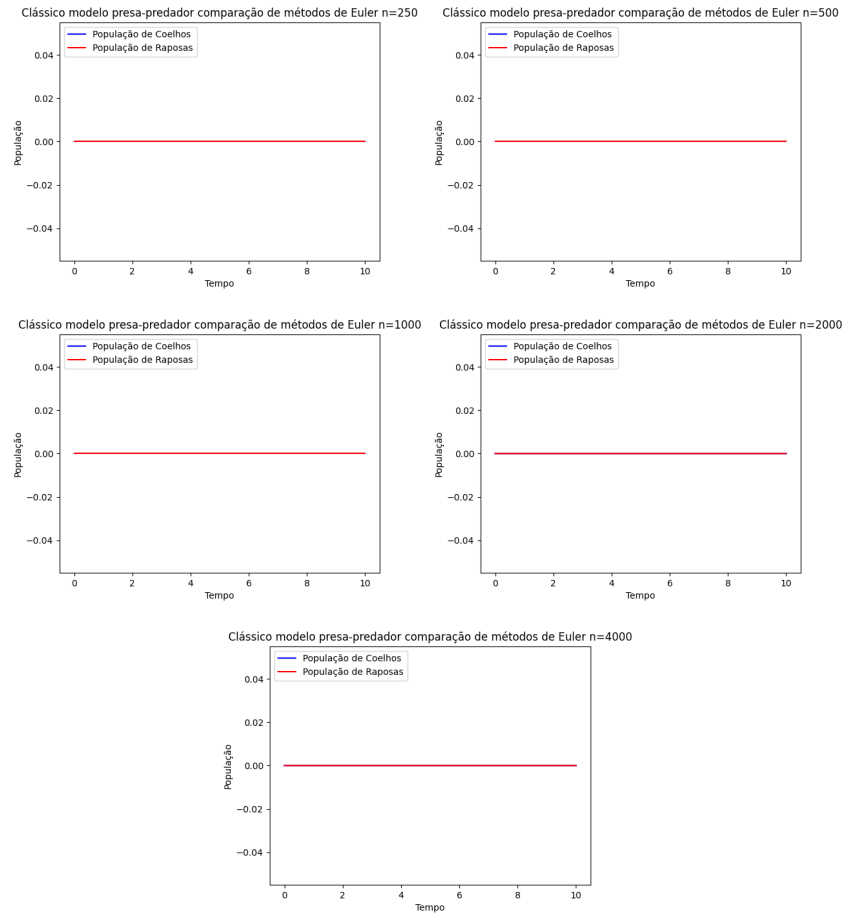 Clássico modelo presa-predador comparação de métodos de Euler n=250
População de Coelhos
População de Raposas
0.04
0.02
0.00
−0.02
−0.04
População
0 2 4 6 8 10
Tempo
Clássico modelo presa-predador comparação de métodos de Euler n=500
População de Coelhos
População de Raposas
0.04
0.02
0.00
−0.02
−0.04
População
0 2 4 6 8 10
Tempo
Clássico modelo presa-predador comparação de métodos de Euler n=1000
População de Coelhos
População de Raposas
0.04
0.02
0.00
−0.02
−0.04
População
0 2 4 6 8 10
Tempo
Clássico modelo presa-predador comparação de métodos de Euler n=2000
População de Coelhos
População de Raposas
0.04
0.02
0.00
−0.02
−0.04
População
0 2 4 6 8 10
Tempo
Clássico modelo presa-predador comparação de métodos de Euler n=4000
População de Coelhos
População de Raposas
0.04
0.02
0.00
−0.02
−0.04
População
0 2 4 6 8 10
Tempo